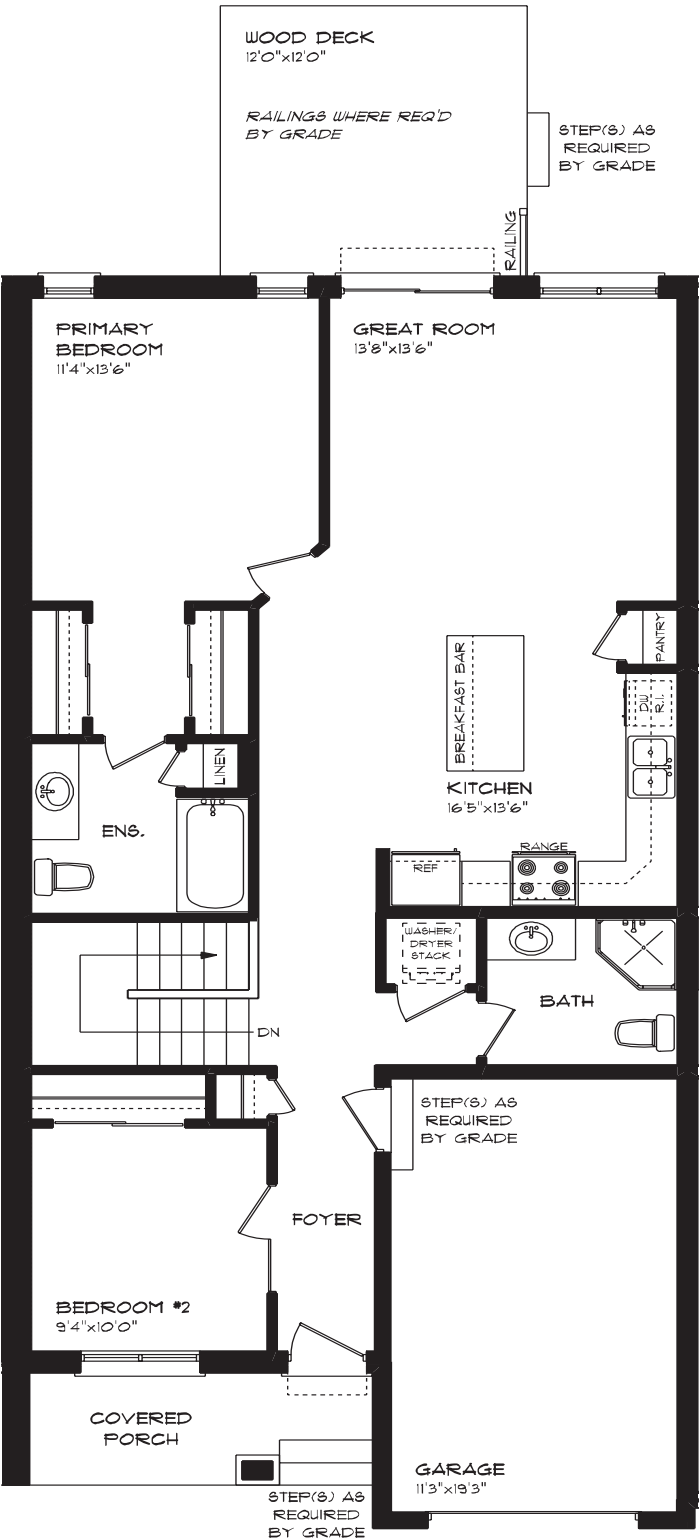 WOOD DECK
12'0"x12'0"
RAILINGS WHERE REQ'D
BY GRADE
STEP(S) AS
REQUIRED
BY GRADE
RAILING
PRIMARY
BEDROOM
11'4"x13'6"
GREAT ROOM
13'8"x13'6"
PANTRY
BREAKFAST BAR
DW
R.I.
LINEN
KITCHEN
16'5"x13'6"
ENS.
RANGE
REF
WASHER/
DRYER
STACK
BATH
DN
STEP(S) AS
REQUIRED
BY GRADE
FOYER
BEDROOM #2
9'4"x10'0"
COVERED
PORCH
GARAGE
11'3"x19'3"
STEP(S) AS
REQUIRED
BY GRADE